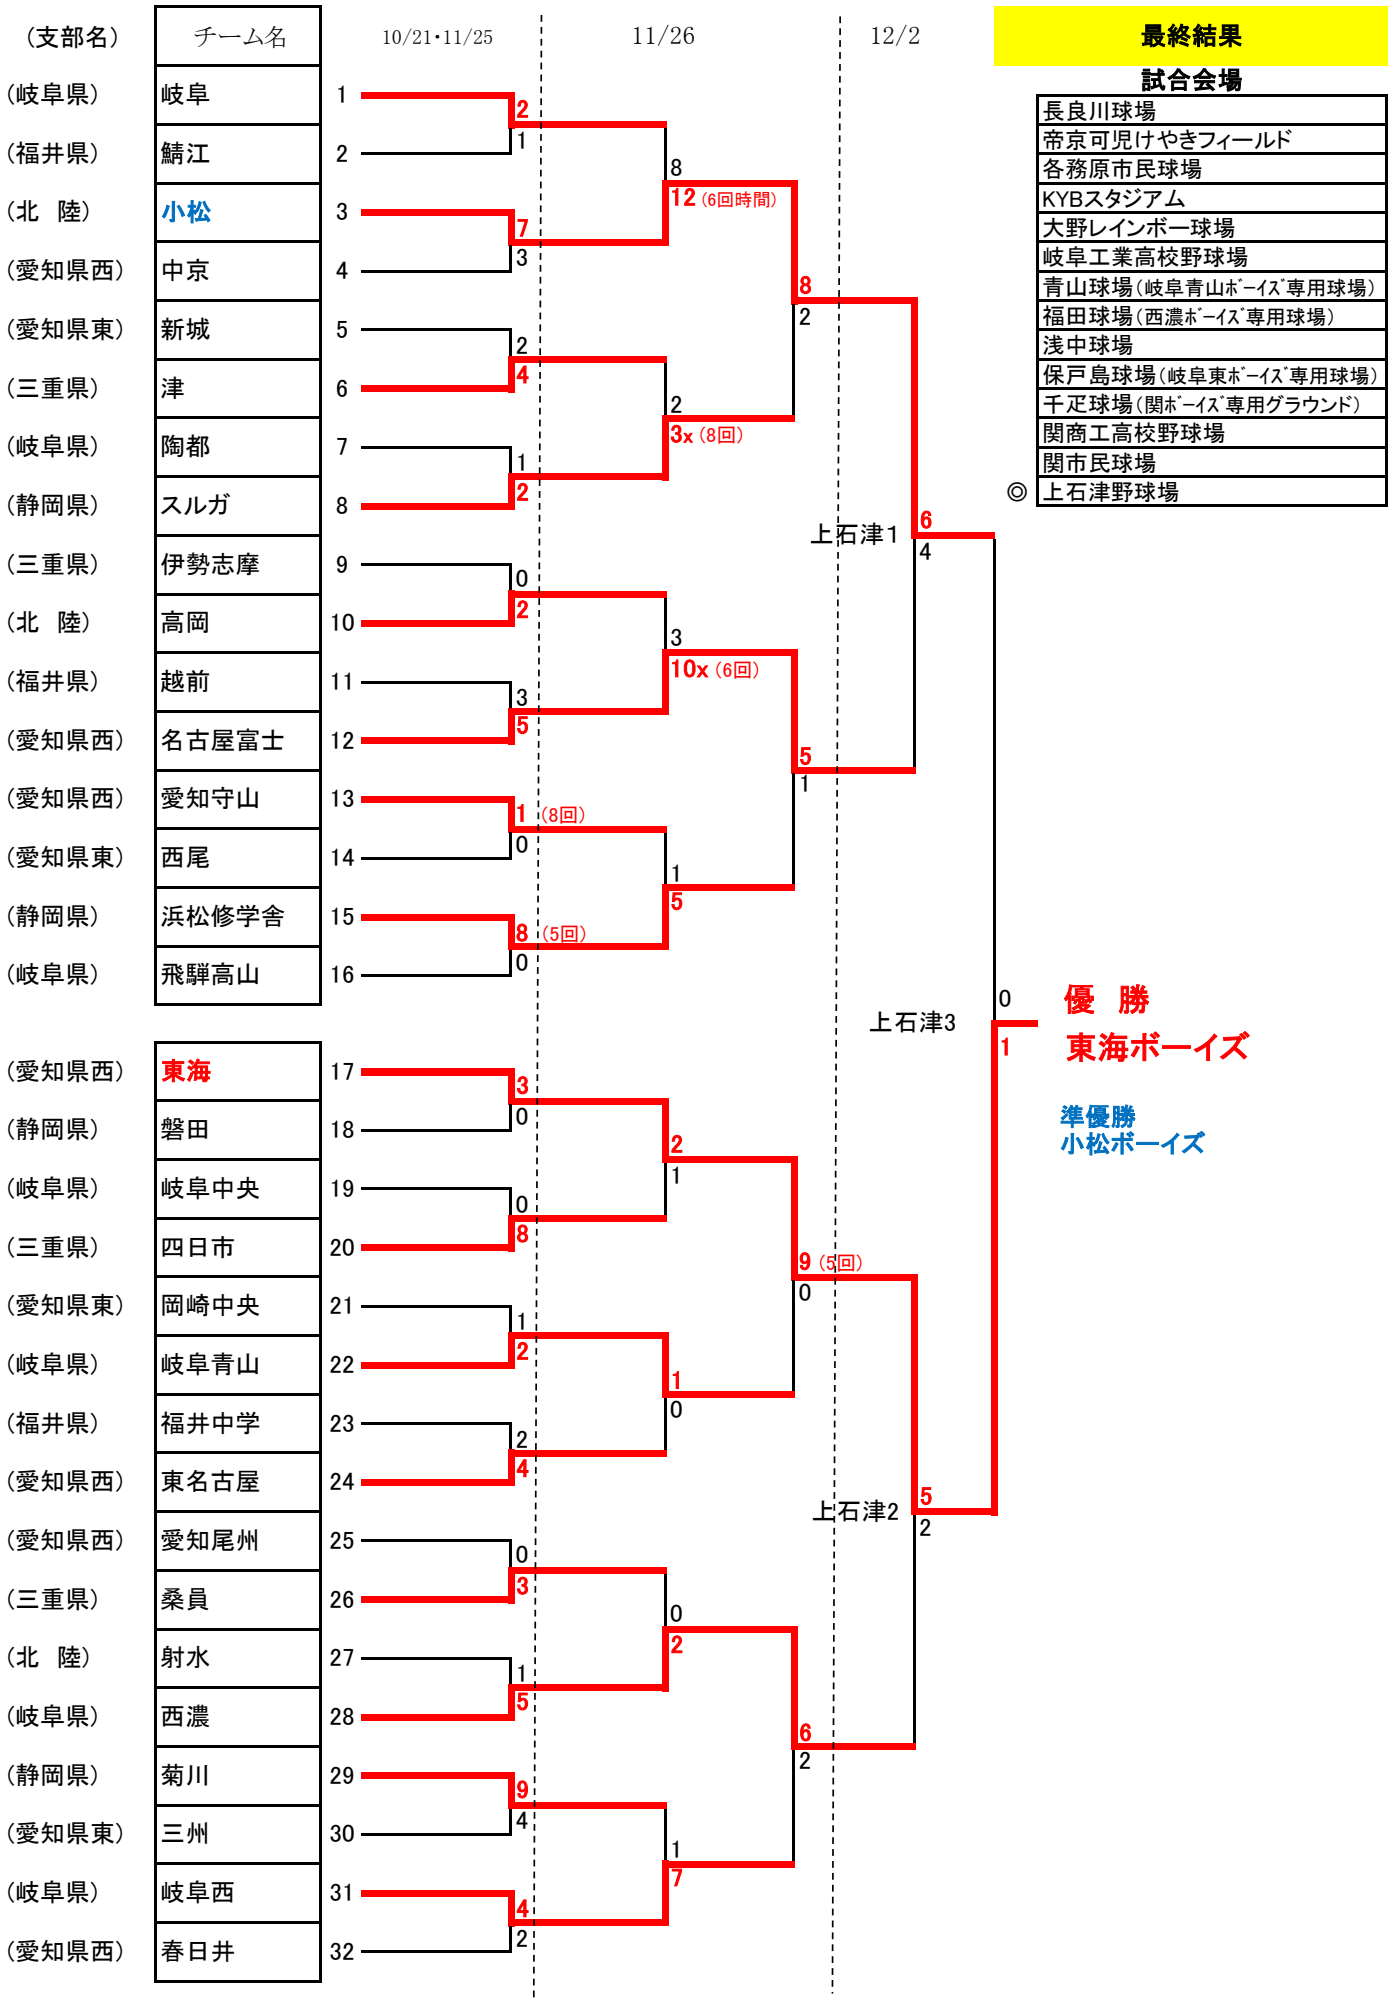 （支部名） チーム名 10/21・11/25 11/26 12/2 最終結果
試合会場
長良川球場
帝京可児けやきフィールド
各務原市民球場
KYBスタジアム
大野レインボー球場
岐阜工業高校野球場
青山球場（岐阜青山ﾎﾞｰｲｽﾞ専用球場）
福田球場（西濃ﾎﾞｰｲｽﾞ専用球場）
浅中球場
保戸島球場（岐阜東ﾎﾞｰｲｽﾞ専用球場）
千疋球場（関ﾎﾞｰｲｽﾞ専用グラウンド）
関商工高校野球場
関市民球場
◎ 上石津野球場
（岐阜県） 岐阜 1
2
1
（福井県） 鯖江 2
8
12 （6回時間）
（北　陸） 小松 3
7
3
（愛知県西） 中京 4
8
2
（愛知県東） 新城 5
2
4
（三重県） 津 6
2
3x （8回）
（岐阜県） 陶都 7
1
2
（静岡県） スルガ 8
上石津1
6
4
（三重県） 伊勢志摩 9
0
2
（北　陸） 高岡 10
3
10x （6回）
（福井県） 越前 11
3
5
（愛知県西） 名古屋富士 12
5
1
（愛知県西） 愛知守山 13
1 （8回）
0
（愛知県東） 西尾 14
1
5
（静岡県） 浜松修学舎 15
8 （5回）
0
（岐阜県） 飛騨高山 16
上石津3
0
1
優　勝
東海ボーイズ
準優勝
小松ボーイズ
（愛知県西） 東海 17
3
0
（静岡県） 磐田 18
2
1
（岐阜県） 岐阜中央 19
0
8
（三重県） 四日市 20
9 （5回）
0
（愛知県東） 岡崎中央 21
1
2
（岐阜県） 岐阜青山 22
1
0
（福井県） 福井中学 23
2
4
（愛知県西） 東名古屋 24
上石津2
5
2
（愛知県西） 愛知尾州 25
0
3
（三重県） 桑員 26
0
2
（北　陸） 射水 27
1
5
（岐阜県） 西濃 28
6
2
（静岡県） 菊川 29
9
4
（愛知県東） 三州 30
1
7
（岐阜県） 岐阜西 31
4
2
（愛知県西） 春日井 32